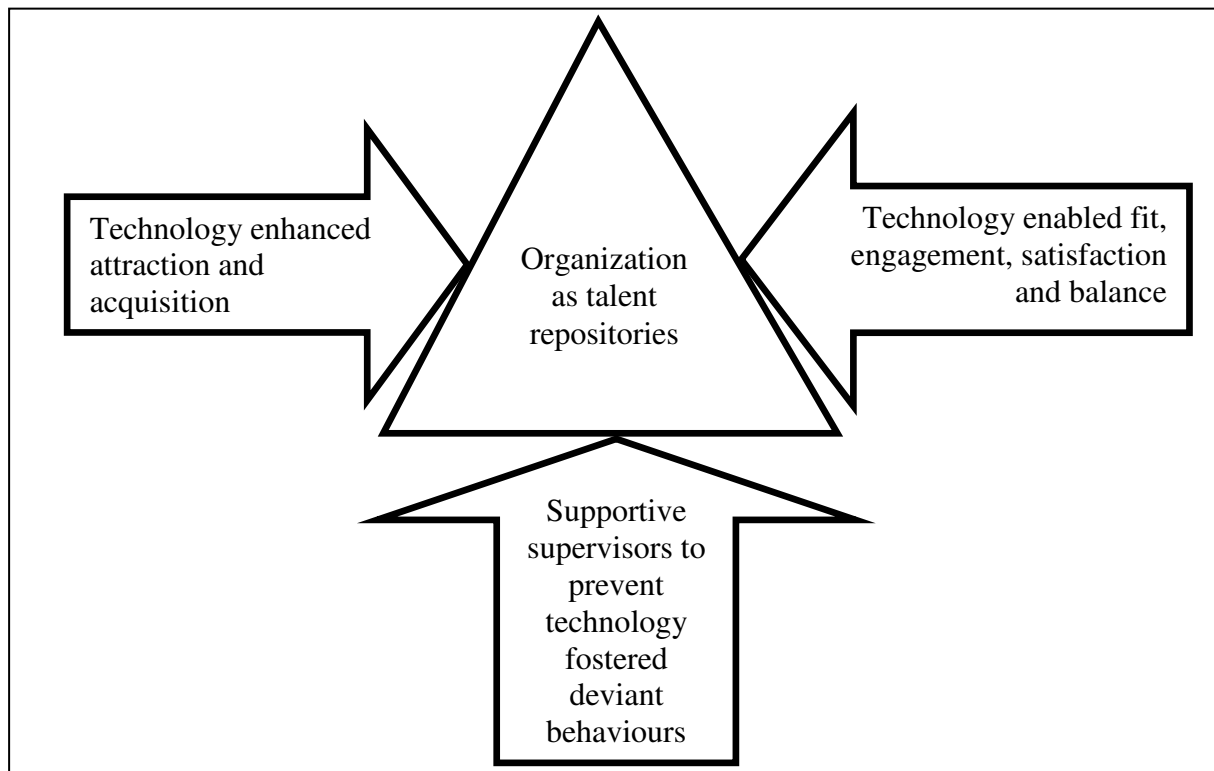 Technology enhanced
attraction and
acquisition
Organization
as talent
repositories
Technology enabled fit,
engagement, satisfaction
and balance
Supportive
supervisors to
prevent
technology
fostered
deviant
behaviours